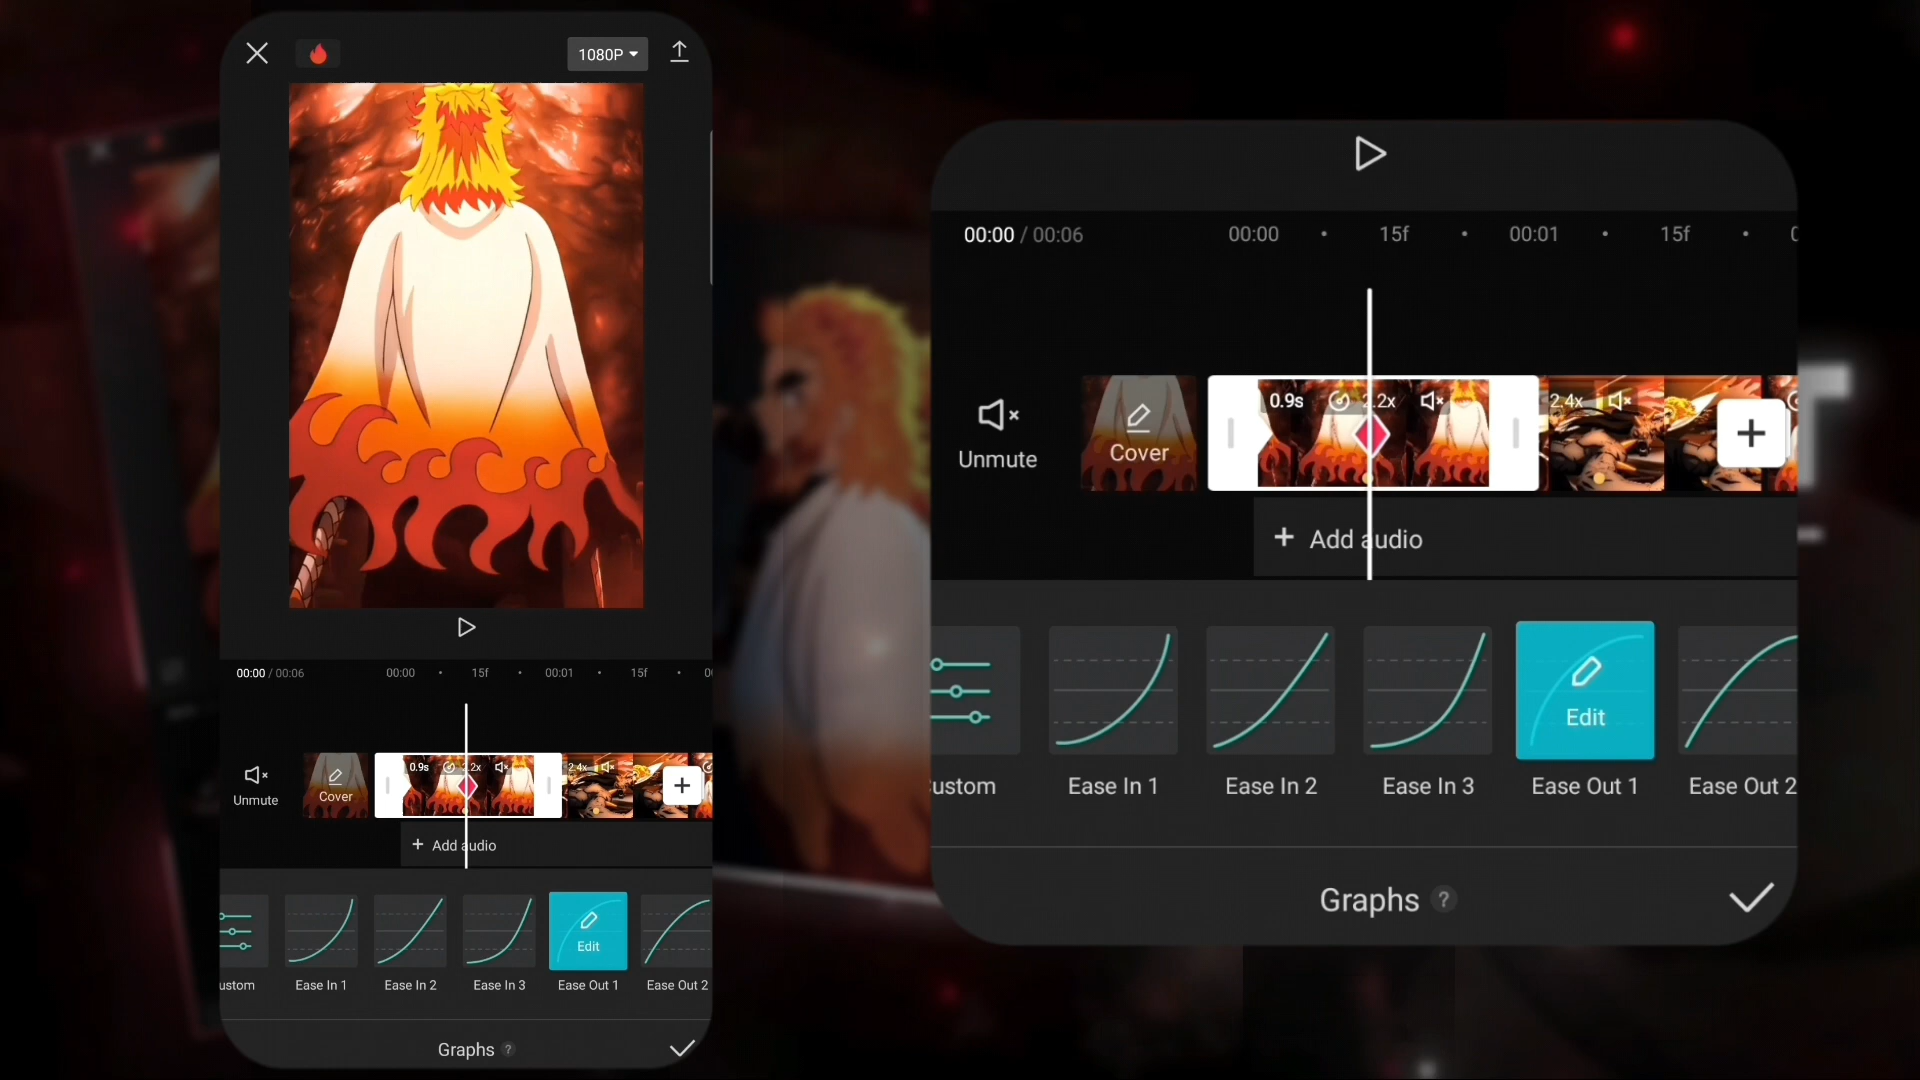 1080P
00:00 / 00:06
00:00
15f
00:01
15f
Unmute
Cover
0.9s
2.2x
2.4x
+ Add audio
Edit
ustom
Ease In 1
Ease In 2
Ease In 3
Ease Out 1
Ease Out 2
Graphs ?
00:00 / 00:06
00:00
15f
00:01
15f
Unmute
Cover
0.9s
2.2x
2.4x
+ Add audio
Edit
ustom
Ease In 1
Ease In 2
Ease In 3
Ease Out 1
Ease Out 2
Graphs ?